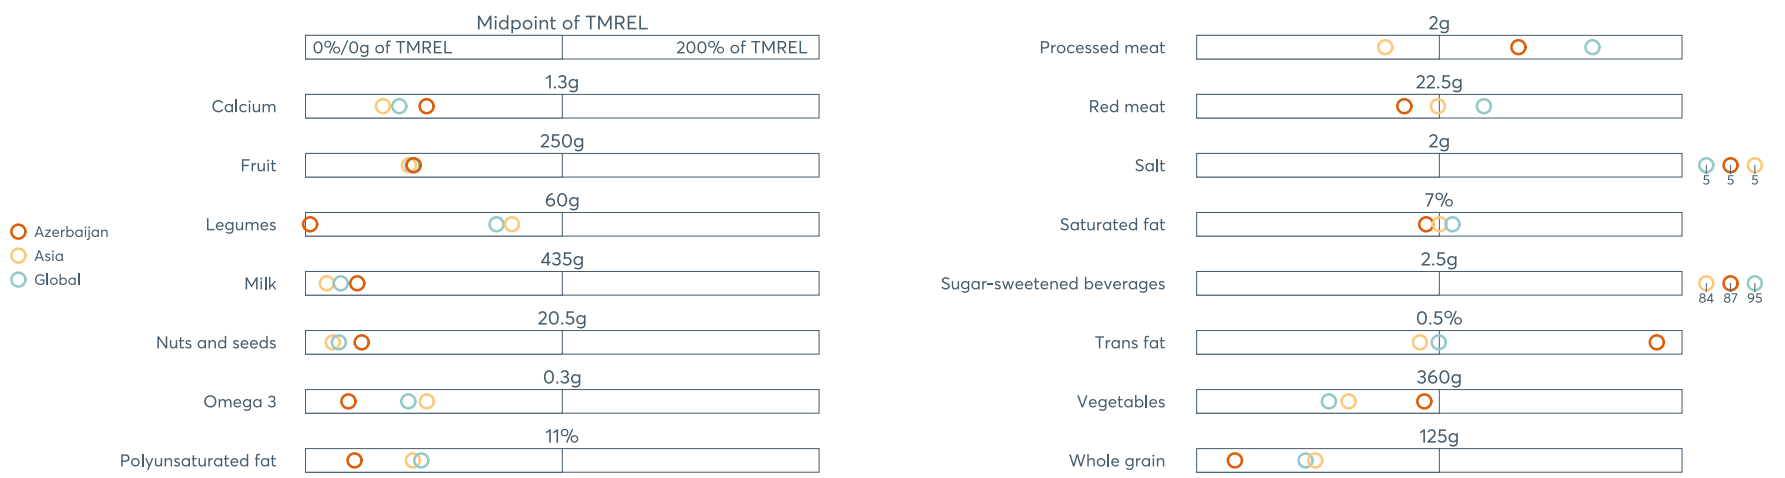 Midpoint of TMREL
0%/0g of TMREL 200% of TMREL
1.3g
Calcium
250g
Fruit
60g
Legumes
435g
Milk
20.5g
Nuts and seeds
0.3g
Omega 3
11%
Polyunsaturated fat
Azerbaijan
Asia
Global
2g
Processed meat
22.5g
Red meat
2g
Salt
5 5 5
7%
Saturated fat
2.5g
Sugar-sweetened beverages
84 87 95
0.5%
Trans fat
360g
Vegetables
125g
Whole grain